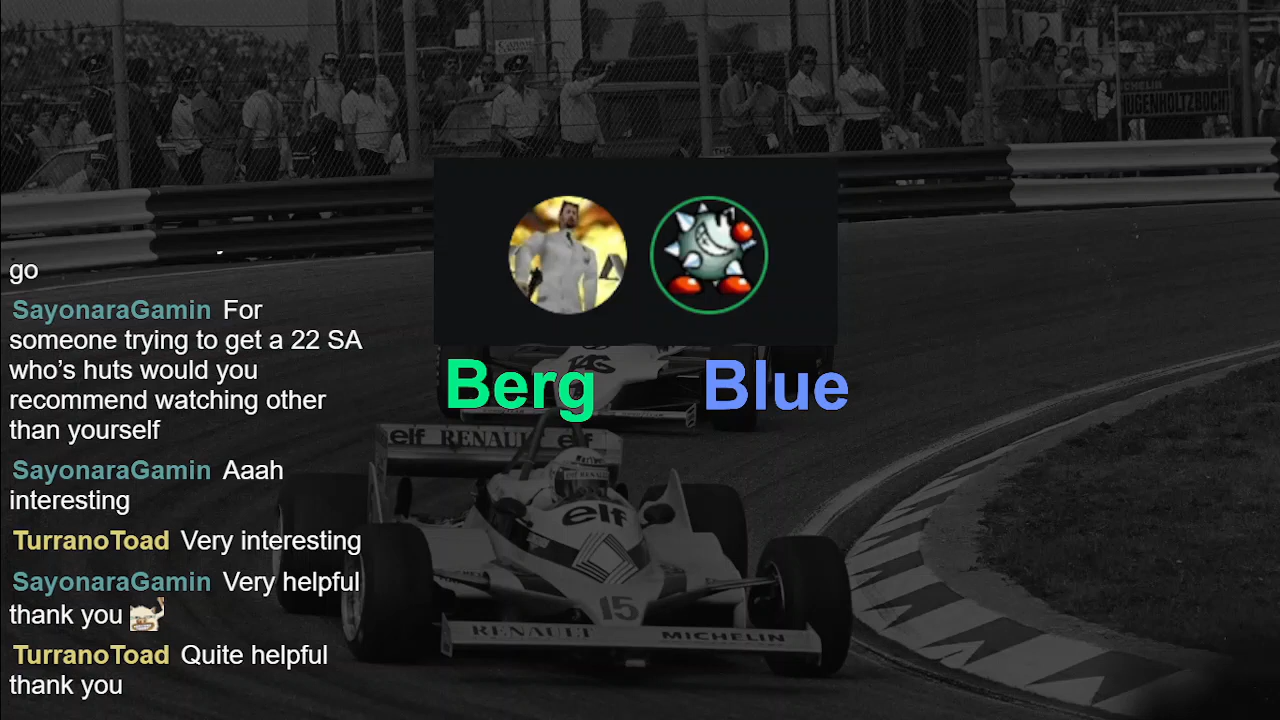 go
SayonaraGamin For
someone trying to get a 22 SA
who's huts would you
recommend watching other
than yourself
SayonaraGamin Aaah
interesting
TurranoToad Very interesting
SayonaraGamin Very helpful
thank you
TurranoToad Quite helpful
thank you
Berg Blue
elf RENAULT elf
elf
15
RENAULT MICHELIN